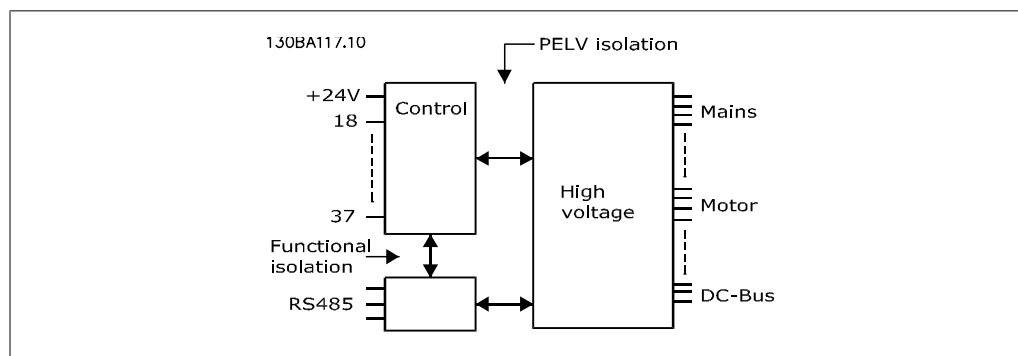 130BA117.10
PELV isolation
+24V
Control
18
Mains
High
voltage
37
Motor
Functional
isolation
RS485
DC-Bus